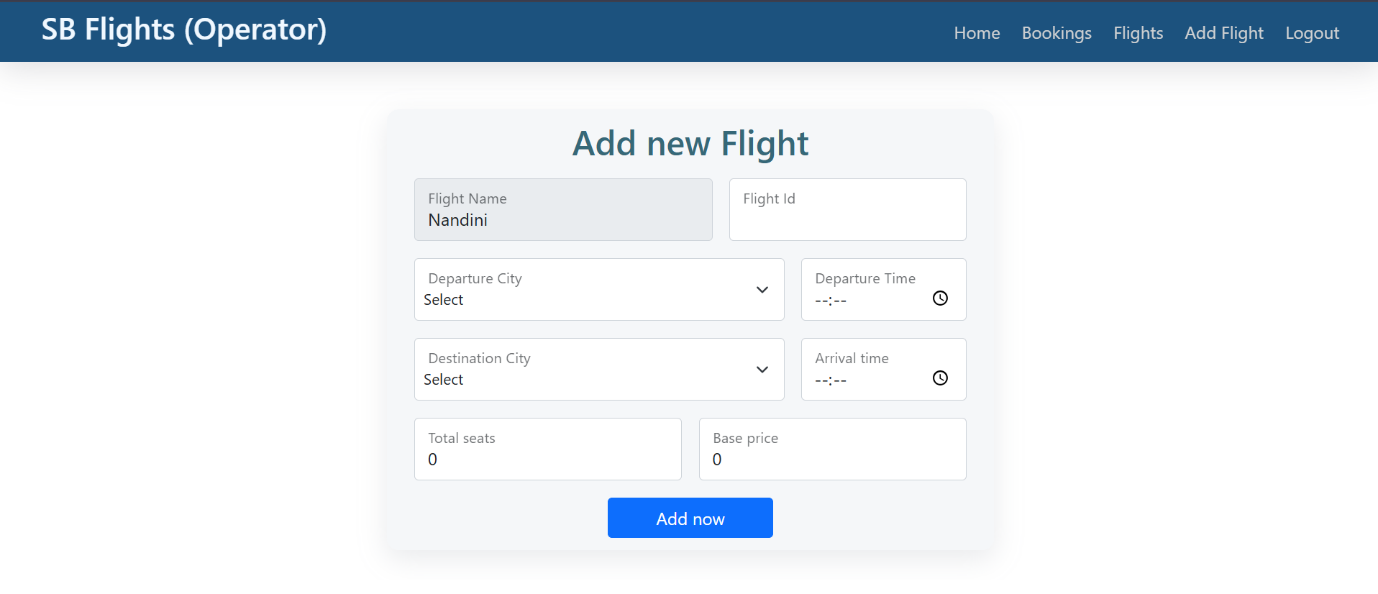 SB Flights (Operator)
Home Bookings Flights Add Flight Logout
Add new Flight
Flight Name
Nandini
Flight Id
Departure City
Select
Departure Time
--:--
Destination City
Select
Arrival time
--:--
Total seats
0
Base price
0
Add now